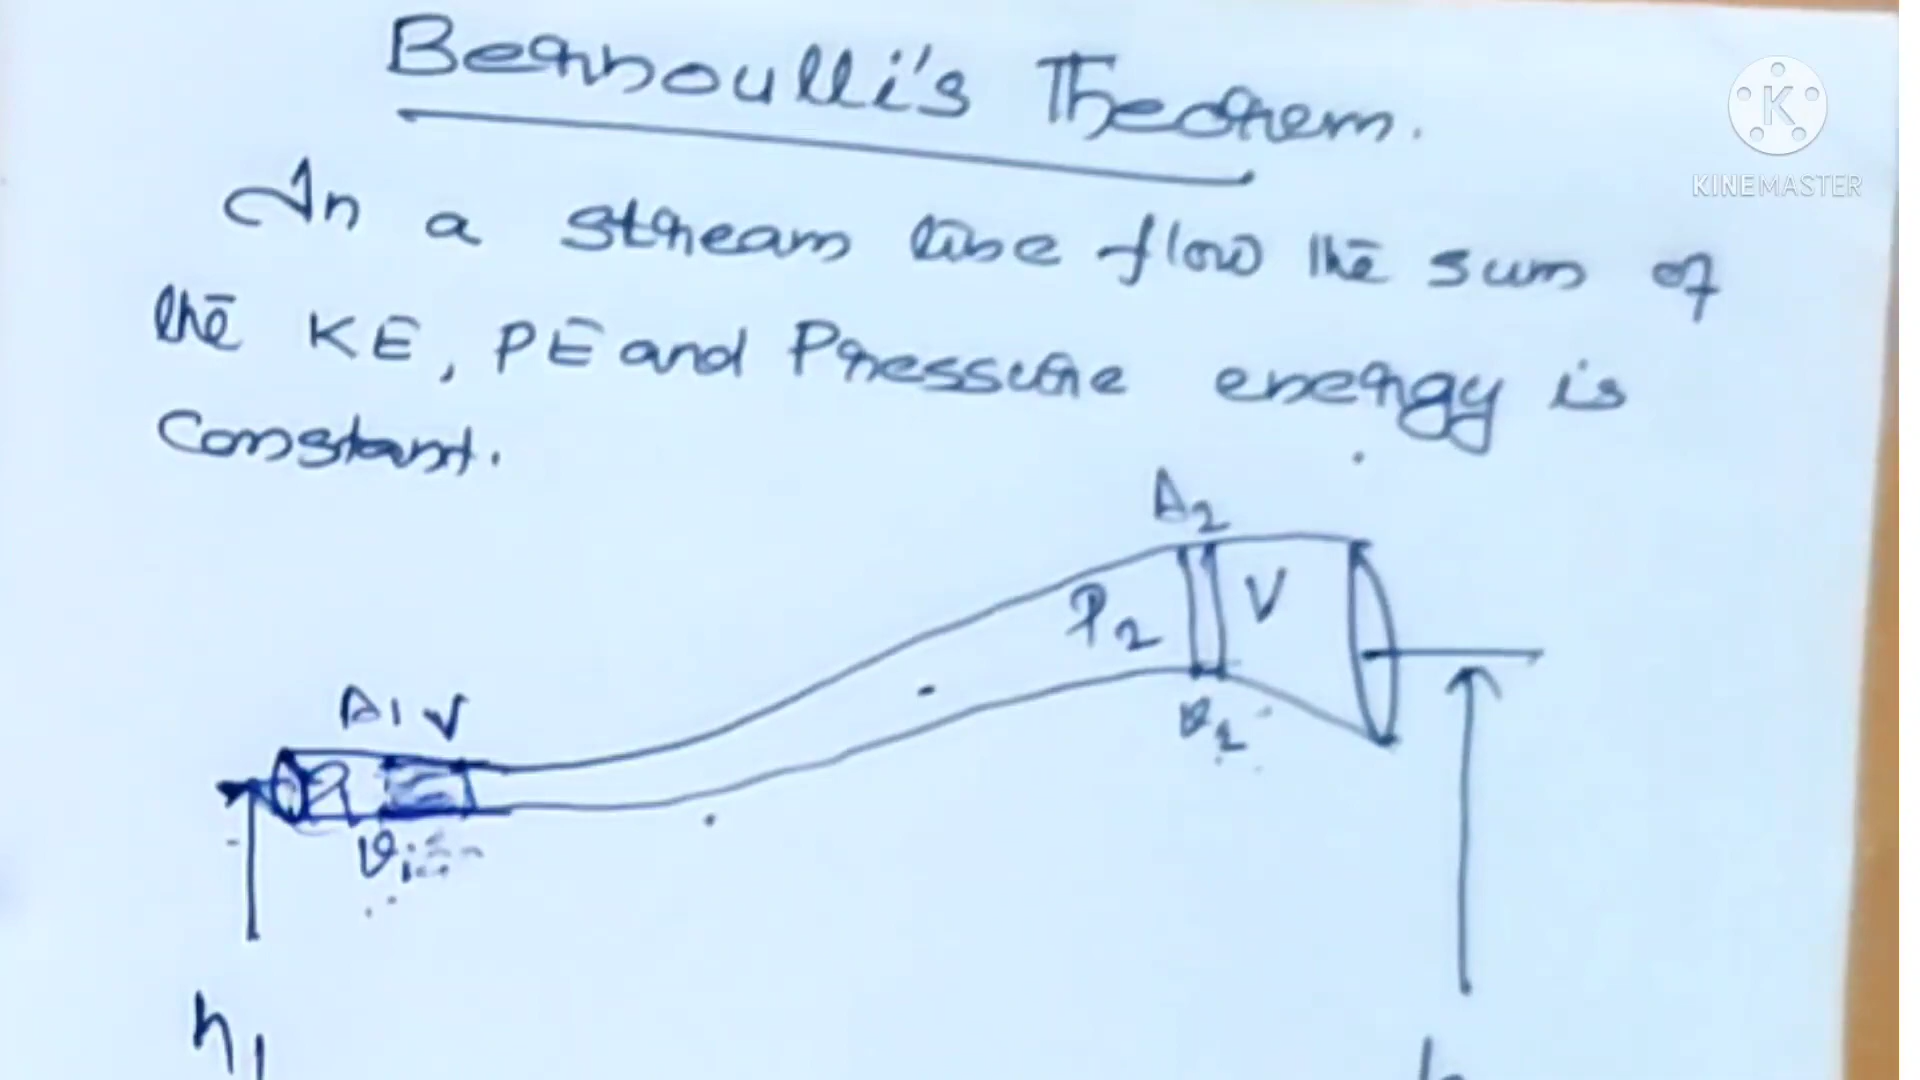 Bernoulli's Theorem.
In a stream line flow the sum of
the KE, PE and Pressure energy is
Constant.
A2
P2 V
A1 V
v2
v1
h1
K
KINEMASTER